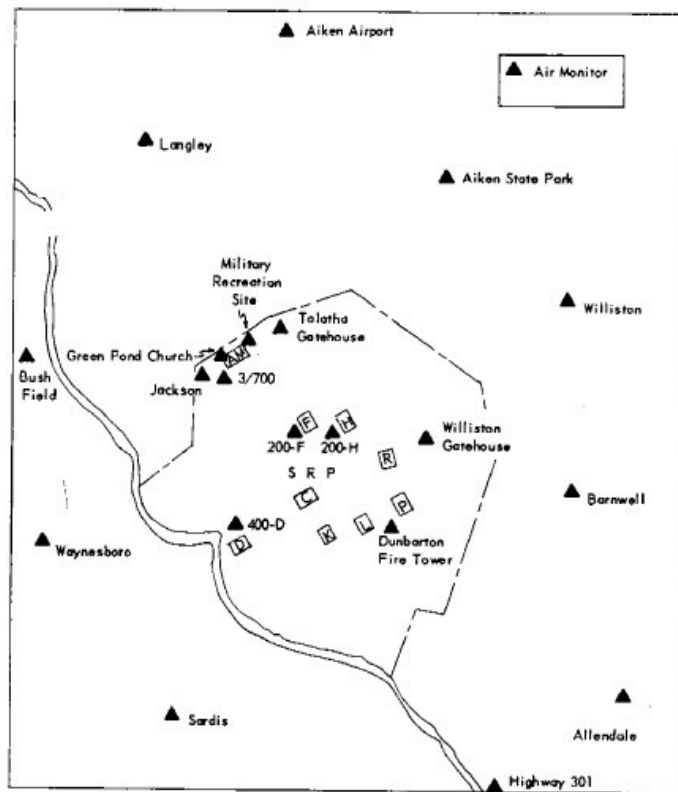 Aiken Airport
Air Monitor
Langley
Aiken State Park
Military
Recreation
Site
Williston
Talatha
Gatehouse
Green Pond Church
AM
Bush
Field
Jackson
3/700
F
H
200-F
200-H
Williston
Gatehouse
S R P
R
C
P
Barnwell
400-D
L
K
D
Waynesboro
Dunbarton
Fire Tower
Sardis
Allendale
Highway 301